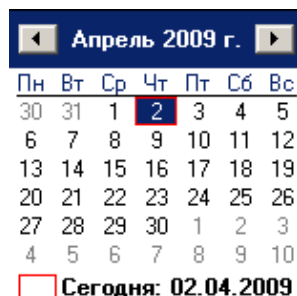 Апрель 2009 г.
Пн Вт Ср Чт Пт Сб Вс
30 31 1 2 3 4 5
6 7 8 9 10 11 12
13 14 15 16 17 18 19
20 21 22 23 24 25 26
27 28 29 30 1 2 3
4 5 6 7 8 9 10
Сегодня: 02.04.2009